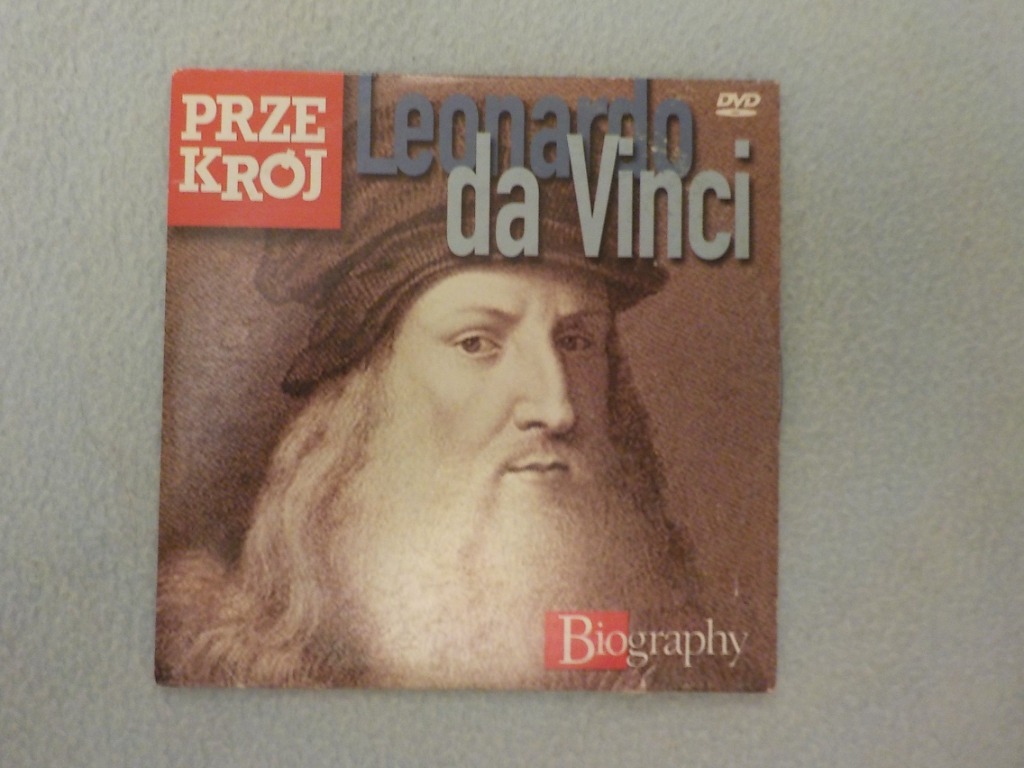 PRZE
KRÓJ
Leonardo
da Vinci
DVD
Biography